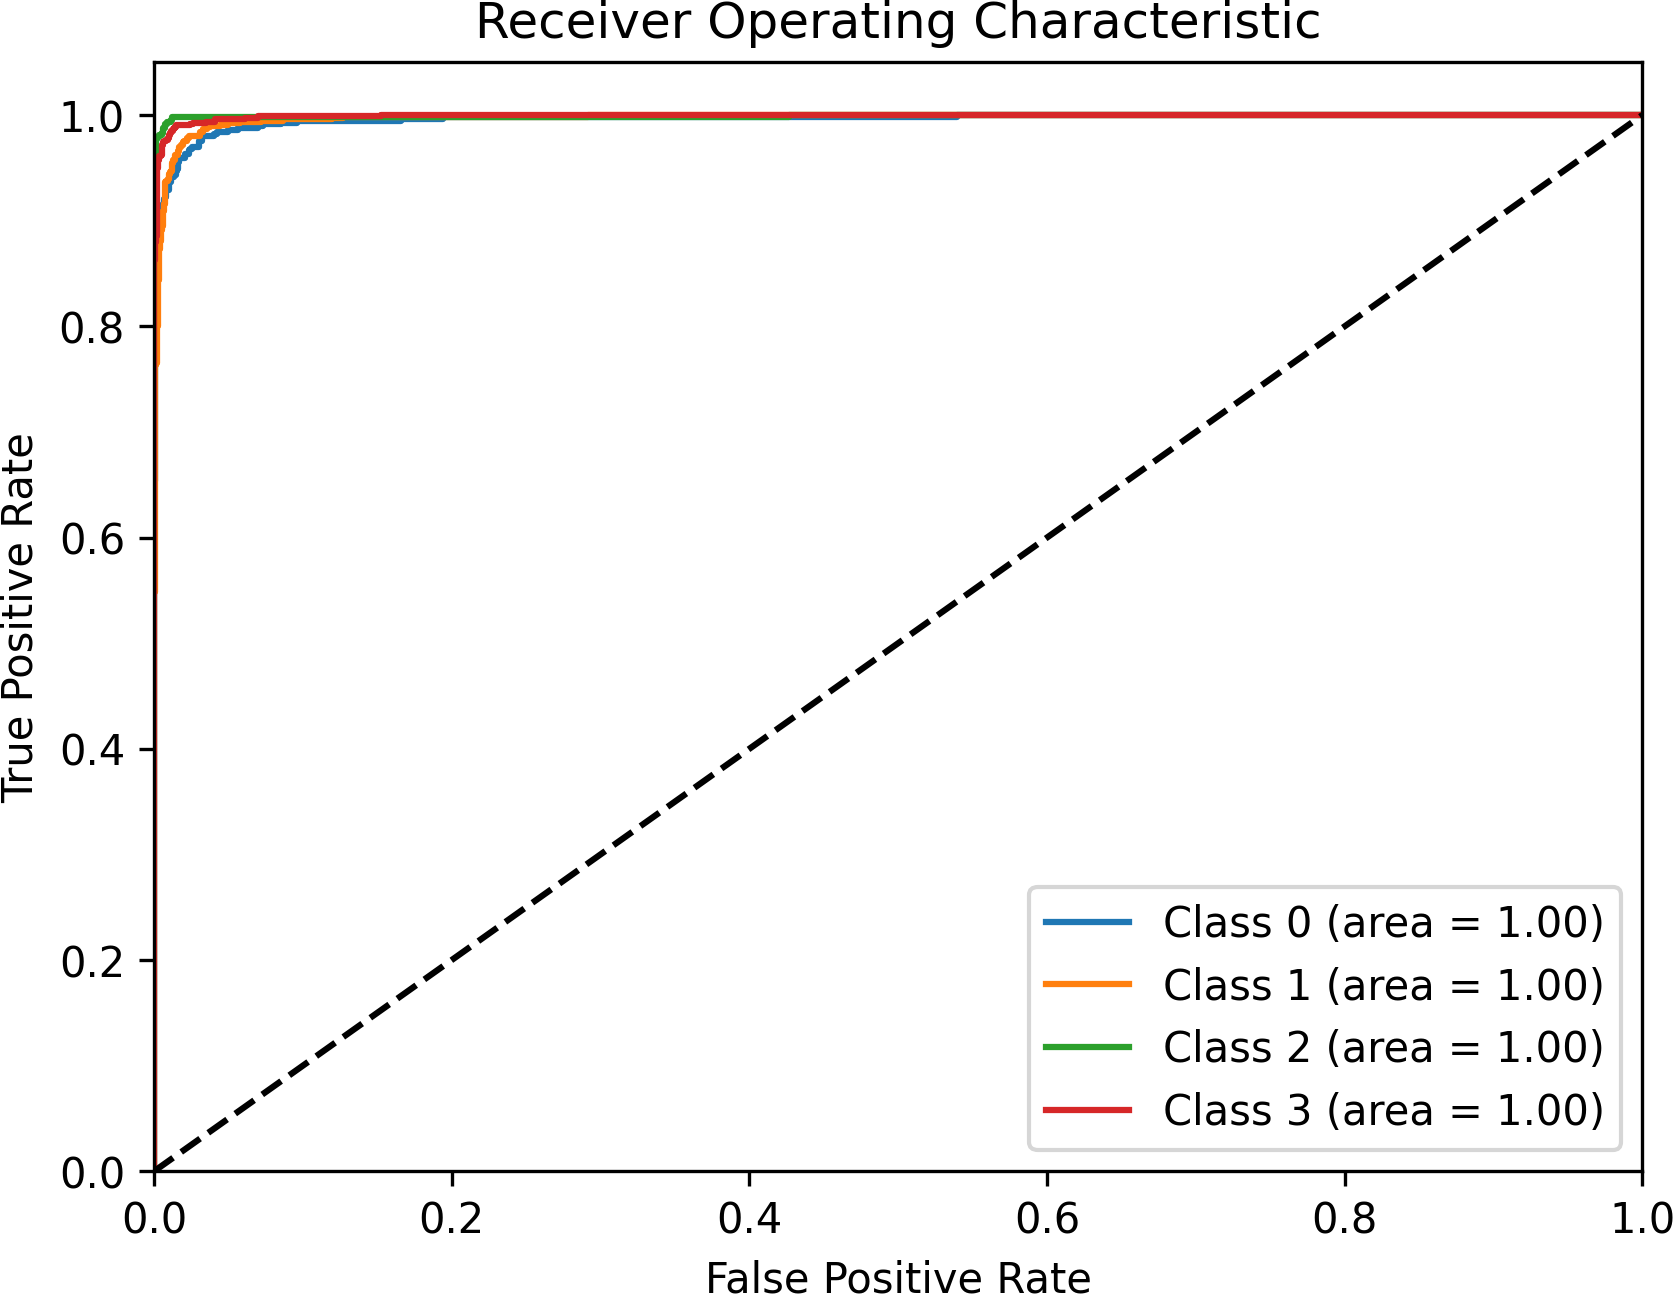 Receiver Operating Characteristic
True Positive Rate
1.0
0.8
0.6
0.4
0.2
0.0
Class 0 (area = 1.00)
Class 1 (area = 1.00)
Class 2 (area = 1.00)
Class 3 (area = 1.00)
0.0 0.2 0.4 0.6 0.8 1.0
False Positive Rate